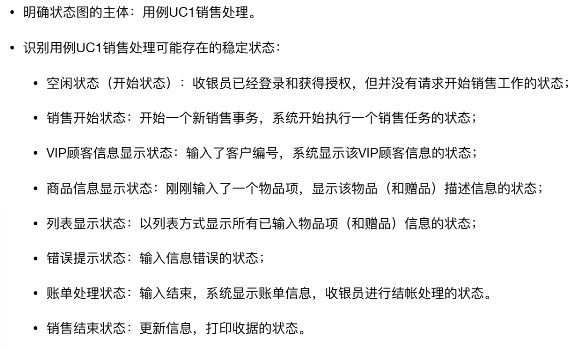 • 明确状态图的主体：用例UC1销售处理。
• 识别用例UC1销售处理可能存在的稳定状态：
• 空闲状态（开始状态）：收银员已经登录和获得授权，但并没有请求开始销售工作的状态；
• 销售开始状态：开始一个新销售事务，系统开始执行一个销售任务的状态；
• VIP顾客信息显示状态：输入了客户编号，系统显示该VIP顾客信息的状态；
• 商品信息显示状态：刚刚输入了一个物品项，显示该物品（和赠品）描述信息的状态；
• 列表显示状态：以列表方式显示所有已输入物品项（和赠品）信息的状态；
• 错误提示状态：输入信息错误的状态；
• 账单处理状态：输入结束，系统显示账单信息，收银员进行结帐处理的状态。
• 销售结束状态：更新信息，打印收据的状态。